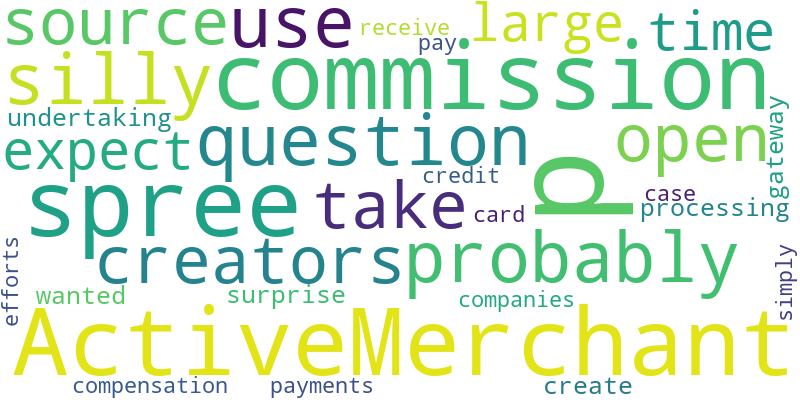 source use receive large time
pay
silly commission
undertaking
expect question open gateway
credit
spree take card p case processing
creators probably
efforts wanted surprise companies simply
ActiveMerchant
compensation payments create